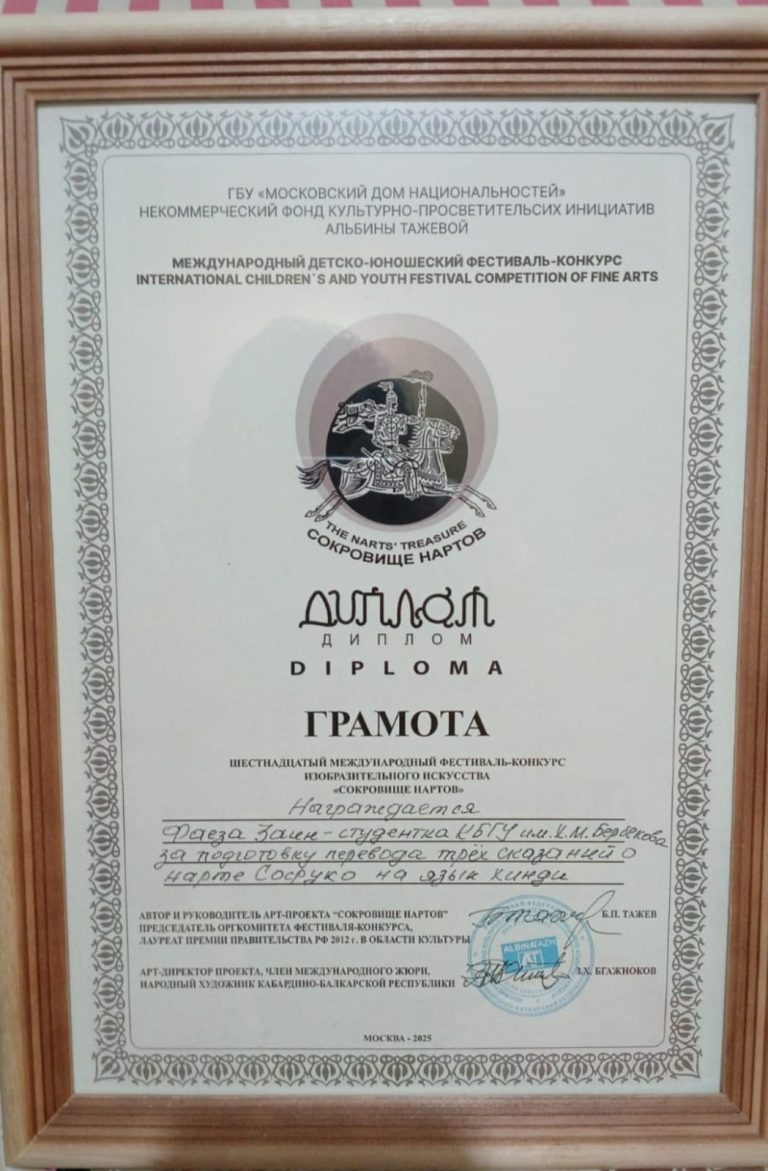 ГБУ «МОСКОВСКИЙ ДОМ НАЦИОНАЛЬНОСТЕЙ»
НЕКОММЕРЧЕСКИЙ ФОНД КУЛЬТУРНО-ПРОСВЕТИТЕЛЬСИХ ИНИЦИАТИВ
АЛЬБИНЫ ТАЖЕВОЙ
МЕЖДУНАРОДНЫЙ ДЕТСКО-ЮНОШЕСКИЙ ФЕСТИВАЛЬ-КОНКУРС
INTERNATIONAL CHILDREN`S AND YOUTH FESTIVAL COMPETITION OF FINE ARTS
THE NARTS' TREASURE
СОКРОВИЩЕ НАРТОВ
ДИПЛОМ
ДИПЛОМ
DIPLOMA
ГРАМОТА
ШЕСТНАДЦАТЫЙ МЕЖДУНАРОДНЫЙ ФЕСТИВАЛЬ-КОНКУРС
ИЗОБРАЗИТЕЛЬНОГО ИСКУССТВА
«СОКРОВИЩЕ НАРТОВ»
Награждается
Фаеза Заин-студентка КБГУ им.Х.М.Бербекова
за подготовку перевода трёх сказаний о
нарте Сосруко на язык хинди
АВТОР И РУКОВОДИТЕЛЬ АРТ-ПРОЕКТА “СОКРОВИЩЕ НАРТОВ”
ПРЕДСЕДАТЕЛЬ ОРГКОМИТЕТА ФЕСТИВАЛЯ-КОНКУРСА,
ЛАУРЕАТ ПРЕМИИ ПРАВИТЕЛЬСТВА РФ 2012 г. В ОБЛАСТИ КУЛЬТУРЫ
Б.П. ТАЖЕВ
ALBINATAZH
АРТ-ДИРЕКТОР ПРОЕКТА, ЧЛЕН МЕЖДУНАРОДНОГО ЖЮРИ,
НАРОДНЫЙ ХУДОЖНИК КАБАРДИНО-БАЛКАРСКОЙ РЕСПУБЛИКИ
З.Х. БГАЖНОКОВ
МОСКВА - 2025